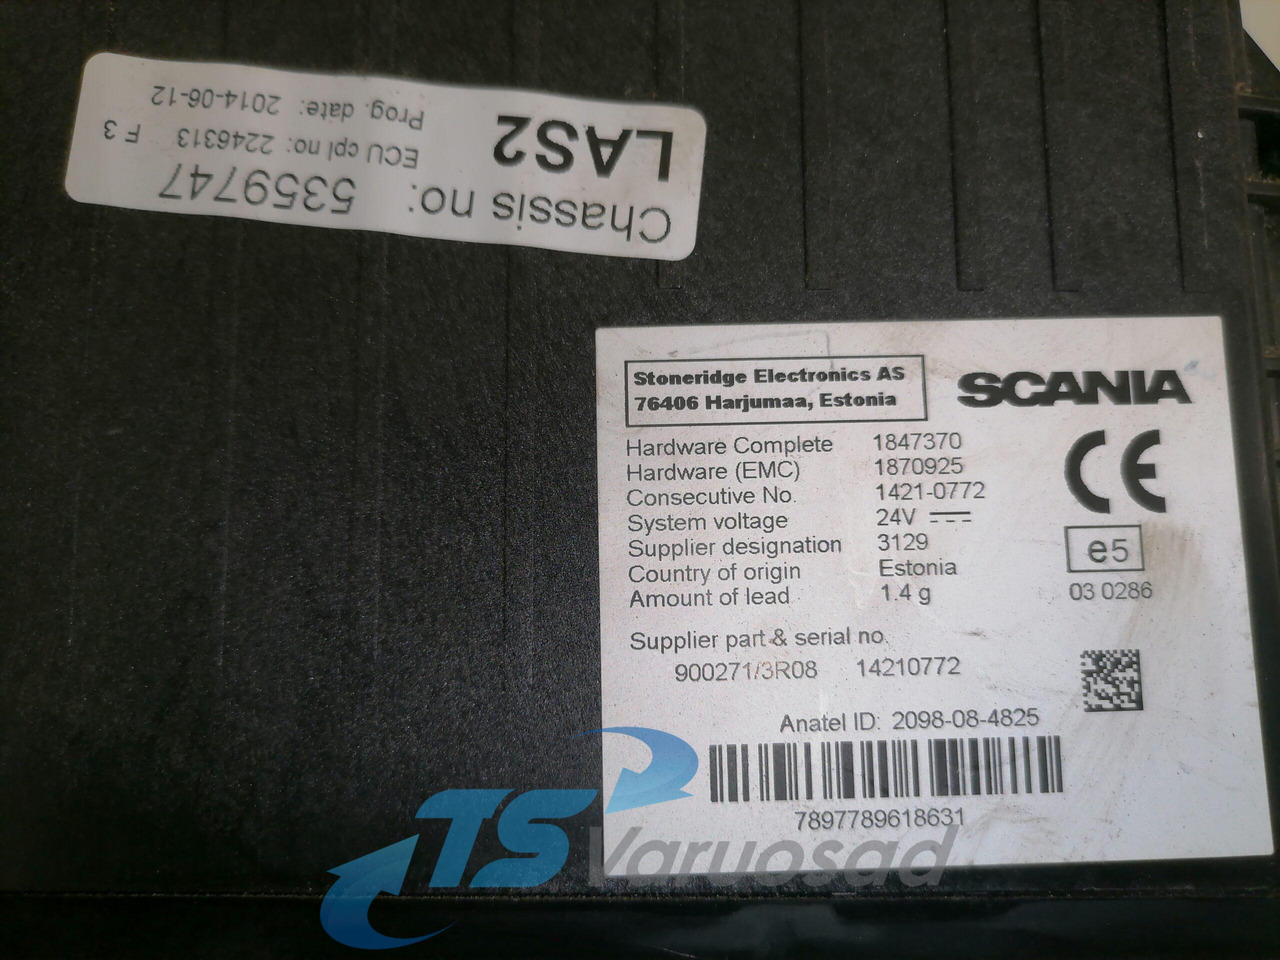 Chassis no: 5359747
LAS2
ECU cpl no: 2246313 F 3
Prog. date: 2014-06-12
Stoneridge Electronics AS
76406 Harjumaa, Estonia
SCANIA
Hardware Complete 1847370
Hardware (EMC) 1870925
Consecutive No. 1421-0772
System voltage 24V
Supplier designation 3129
Country of origin Estonia
Amount of lead 1.4 g
CE
e5
03 0286
Supplier part & serial no.
900271/3R08 14210772
Anatel ID: 2098-08-4825
7897789618631
TS Varuosad